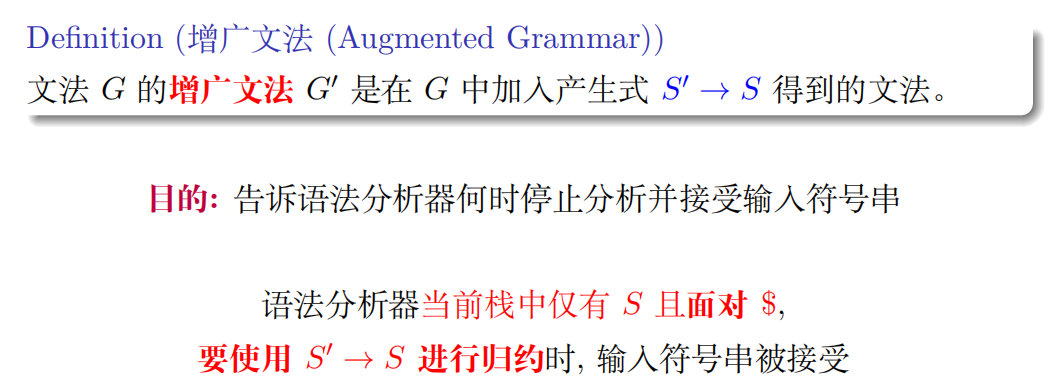 Definition (增广文法 (Augmented Grammar))
文法 G 的增广文法 G′ 是在 G 中加入产生式 S′ → S 得到的文法。
目的: 告诉语法分析器何时停止分析并接受输入符号串
语法分析器当前栈中仅有 S 且面对 $,
要使用 S′ → S 进行归约时, 输入符号串被接受